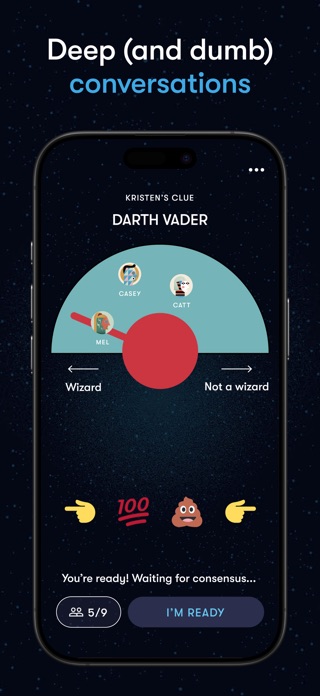 Deep (and dumb)
conversations
KRISTEN'S CLUE
DARTH VADER
CASEY
CATT
MEL
Wizard
Not a wizard
100
You're ready! Waiting for consensus...
5/9
I'M READY